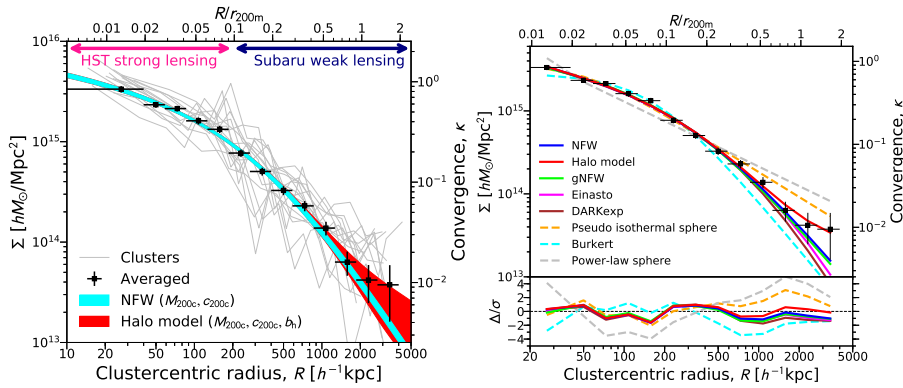 R/r200m
0.01 0.02 0.05 0.1 0.2 0.5 1 2
HST strong lensing
Subaru weak lensing
10^16
10^15
10^14
10^13
Σ [hM⊙/Mpc²]
10^0
10^−1
10^−2
Convergence, κ
Clusters
Averaged
NFW (M200c, c200c)
Halo model (M200c, c200c, bh)
10 20 50 100 200 500 1000 2000 5000
Clustercentric radius, R [h⁻¹kpc]
R/r200m
0.01 0.02 0.05 0.1 0.2 0.5 1 2
10^15
10^14
10^13
Σ [hM⊙/Mpc²]
10^0
10^−1
10^−2
Convergence, κ
NFW
Halo model
gNFW
Einasto
DARKexp
Pseudo isothermal sphere
Burkert
Power-law sphere
Δ/σ
4
2
0
−2
−4
20 50 100 200 500 1000 2000 5000
Clustercentric radius, R [h⁻¹kpc]